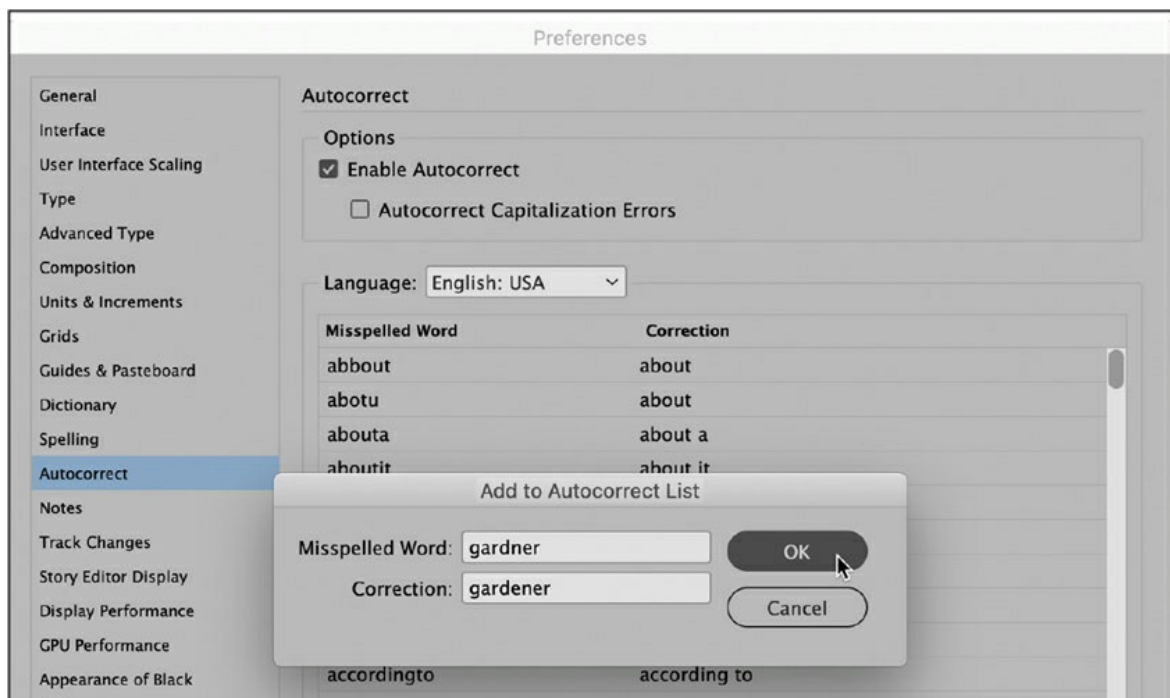 Preferences
General
Interface
User Interface Scaling
Type
Advanced Type
Composition
Units & Increments
Grids
Guides & Pasteboard
Dictionary
Spelling
Autocorrect
Notes
Track Changes
Story Editor Display
Display Performance
GPU Performance
Appearance of Black
Autocorrect
Options
Enable Autocorrect
Autocorrect Capitalization Errors
Language: English: USA
Misspelled Word Correction
abbout about
abotu about
abouta about a
aboutit about it
Add to Autocorrect List
Misspelled Word: gardner
Correction: gardener
OK
Cancel
accordingto according to